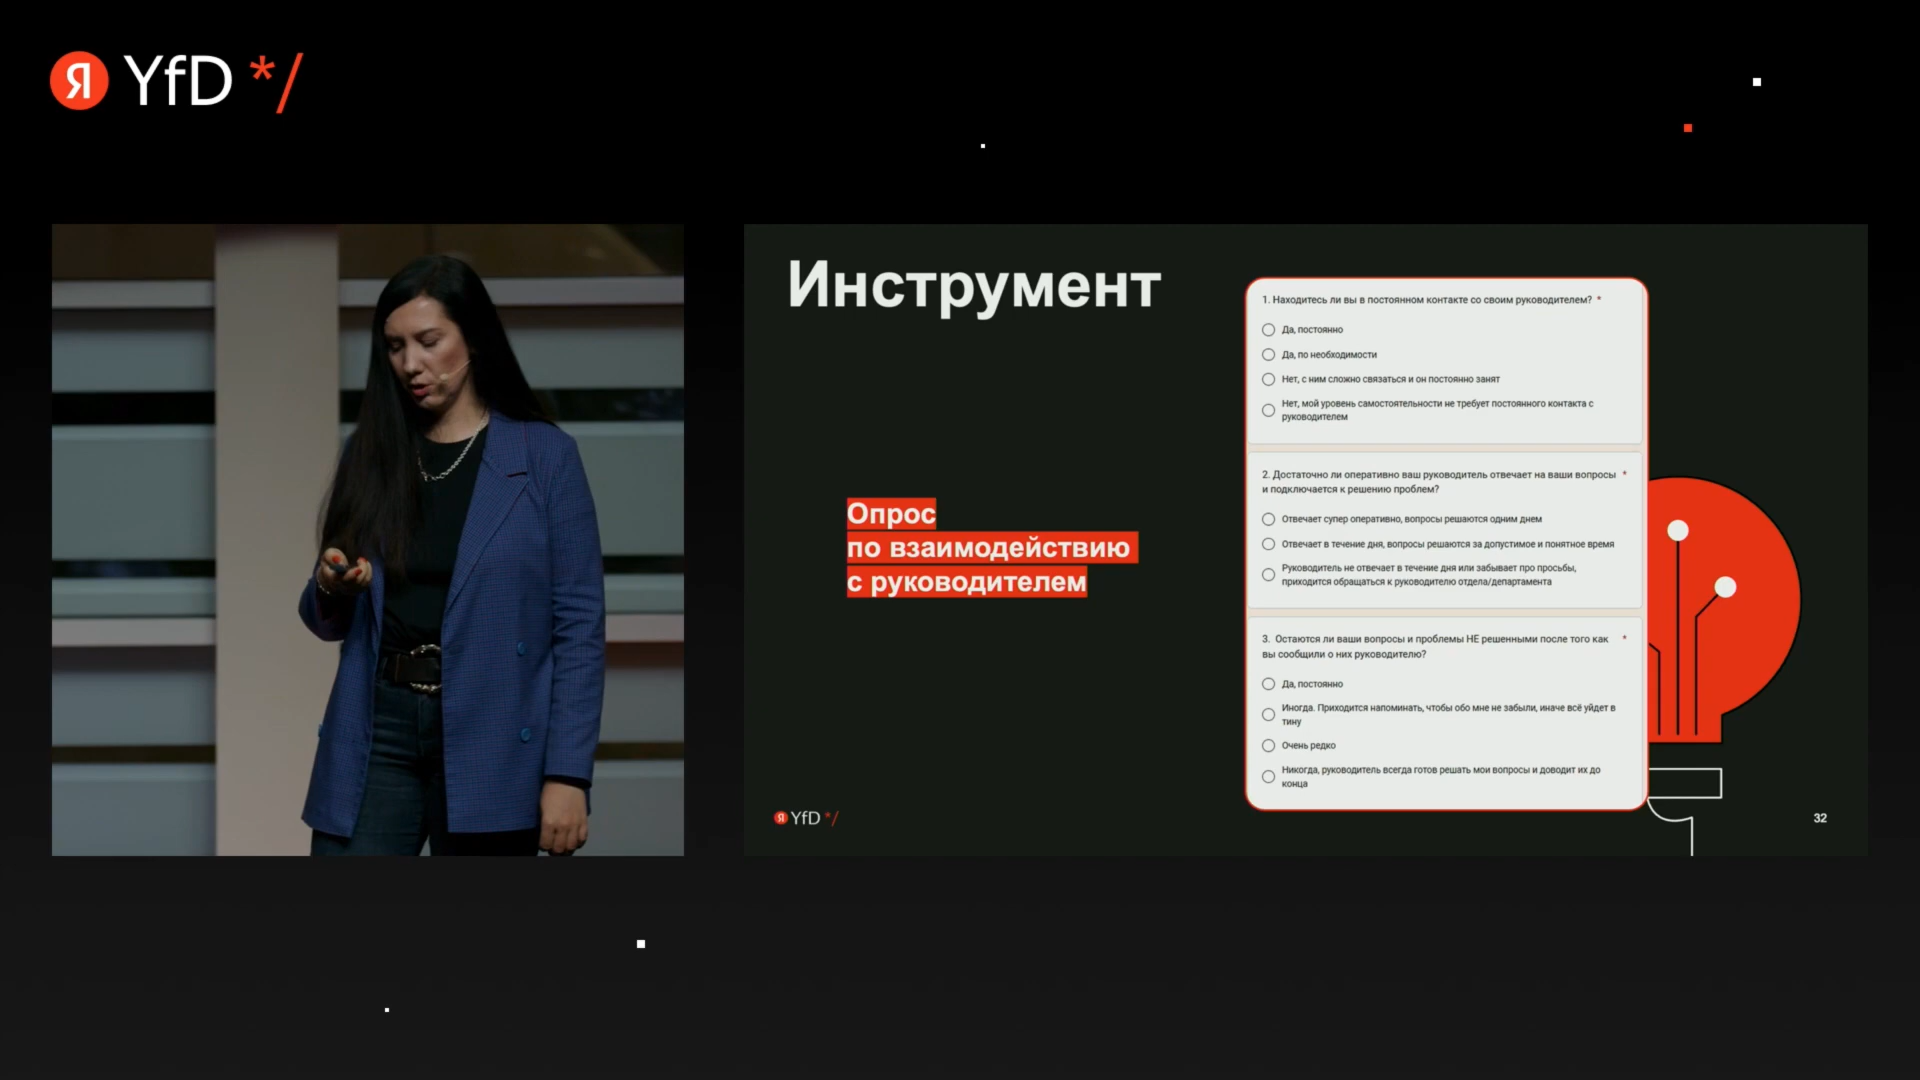 Я YfD */
Инструмент
Опрос
по взаимодействию
с руководителем
1. Находитесь ли вы в постоянном контакте со своим руководителем? *
Да, постоянно
Да, по необходимости
Нет, с ним сложно связаться и он постоянно занят
Нет, мой уровень самостоятельности не требует постоянного контакта с
руководителем
2. Достаточно ли оперативно ваш руководитель отвечает на ваши вопросы *
и подключается к решению проблем?
Отвечает супер оперативно, вопросы решаются одним днем
Отвечает в течение дня, вопросы решаются за допустимое и понятное время
Руководитель не отвечает в течение дня или забывает про просьбы,
приходится обращаться к руководителю отдела/департамента
3. Остаются ли ваши вопросы и проблемы НЕ решенными после того как *
вы сообщили о них руководителю?
Да, постоянно
Иногда. Приходится напоминать, чтобы обо мне не забыли, иначе всё уйдет в
тину
Очень редко
Никогда, руководитель всегда готов решать мои вопросы и доводит их до
конца
Я YfD */
32